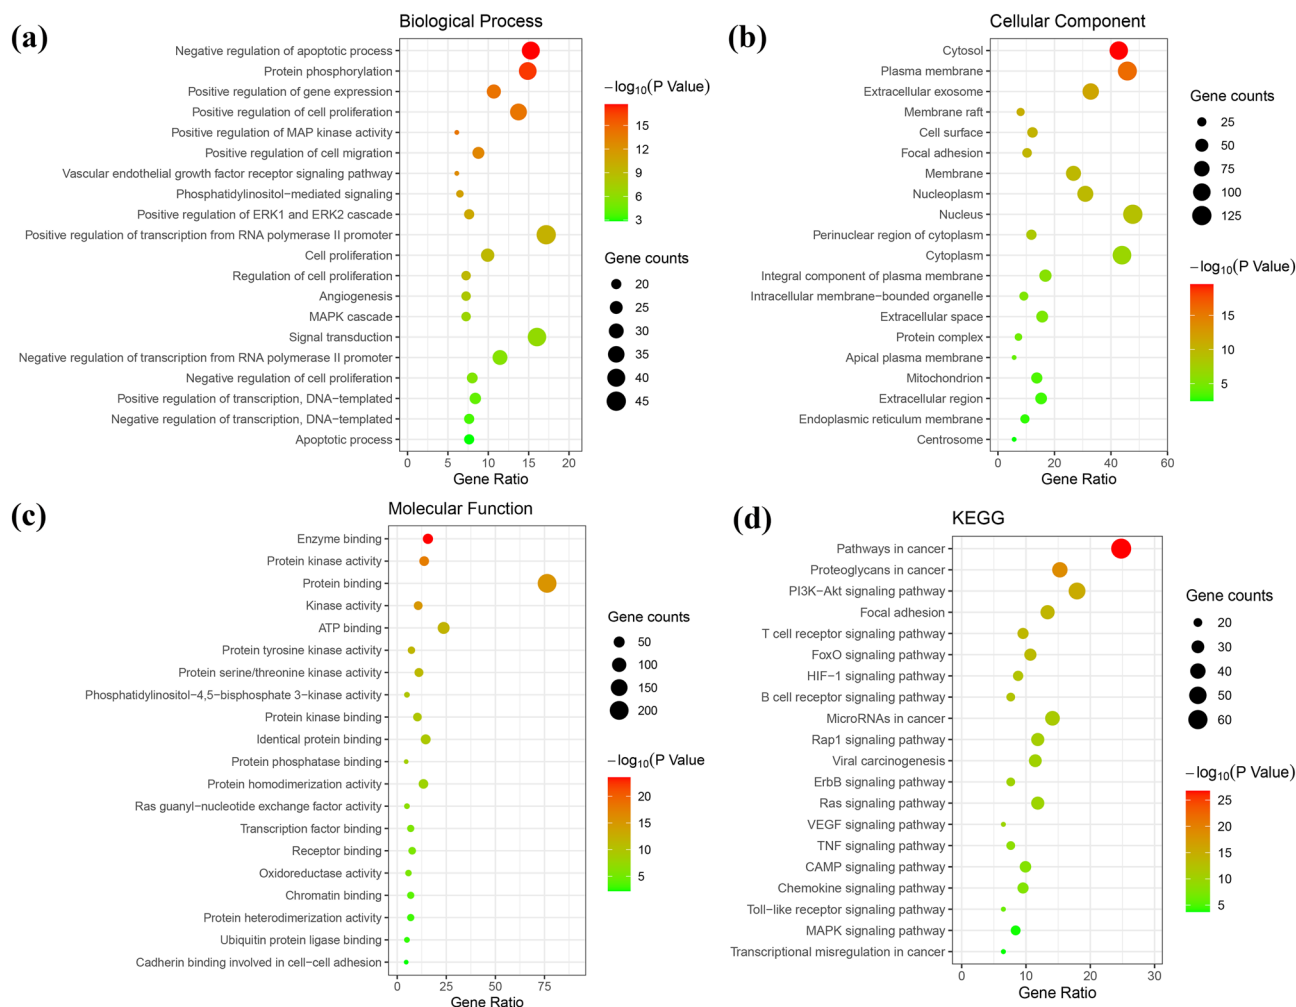 (a)
Biological Process
Negative regulation of apoptotic process
Protein phosphorylation
Positive regulation of gene expression
Positive regulation of cell proliferation
Positive regulation of MAP kinase activity
Positive regulation of cell migration
Vascular endothelial growth factor receptor signaling pathway
Phosphatidylinositol−mediated signaling
Positive regulation of ERK1 and ERK2 cascade
Positive regulation of transcription from RNA polymerase II promoter
Cell proliferation
Regulation of cell proliferation
Angiogenesis
MAPK cascade
Signal transduction
Negative regulation of transcription from RNA polymerase II promoter
Negative regulation of cell proliferation
Positive regulation of transcription, DNA−templated
Negative regulation of transcription, DNA−templated
Apoptotic process
0 5 10 15 20
Gene Ratio
−log10(P Value)
15
12
9
6
3
Gene counts
20
25
30
35
40
45
(b)
Cellular Component
Cytosol
Plasma membrane
Extracellular exosome
Membrane raft
Cell surface
Focal adhesion
Membrane
Nucleoplasm
Nucleus
Perinuclear region of cytoplasm
Cytoplasm
Integral component of plasma membrane
Intracellular membrane−bounded organelle
Extracellular space
Protein complex
Apical plasma membrane
Mitochondrion
Extracellular region
Endoplasmic reticulum membrane
Centrosome
0 20 40 60
Gene Ratio
Gene counts
25
50
75
100
125
−log10(P Value)
15
10
5
(c)
Molecular Function
Enzyme binding
Protein kinase activity
Protein binding
Kinase activity
ATP binding
Protein tyrosine kinase activity
Protein serine/threonine kinase activity
Phosphatidylinositol−4,5−bisphosphate 3−kinase activity
Protein kinase binding
Identical protein binding
Protein phosphatase binding
Protein homodimerization activity
Ras guanyl−nucleotide exchange factor activity
Transcription factor binding
Receptor binding
Oxidoreductase activity
Chromatin binding
Protein heterodimerization activity
Ubiquitin protein ligase binding
Cadherin binding involved in cell−cell adhesion
0 25 50 75
Gene Ratio
Gene counts
50
100
150
200
−log10(P Value
20
15
10
5
(d)
KEGG
Pathways in cancer
Proteoglycans in cancer
PI3K−Akt signaling pathway
Focal adhesion
T cell receptor signaling pathway
FoxO signaling pathway
HIF−1 signaling pathway
B cell receptor signaling pathway
MicroRNAs in cancer
Rap1 signaling pathway
Viral carcinogenesis
ErbB signaling pathway
Ras signaling pathway
VEGF signaling pathway
TNF signaling pathway
CAMP signaling pathway
Chemokine signaling pathway
Toll−like receptor signaling pathway
MAPK signaling pathway
Transcriptional misregulation in cancer
0 10 20 30
Gene Ratio
Gene counts
20
30
40
50
60
−log10(P Value)
25
20
15
10
5